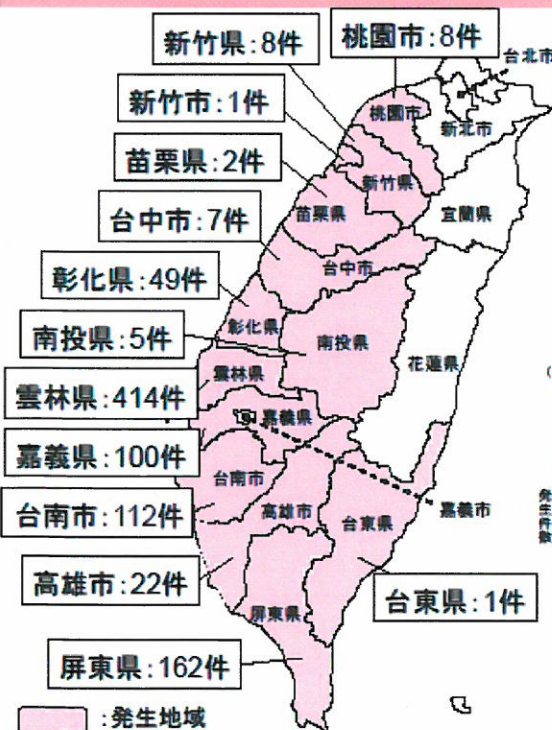 新竹県:8件
桃園市:8件
台北市
新竹市:1件
桃園市
新北市
苗栗県:2件
新竹県
苗栗県
宜蘭県
台中市:7件
台中市
彰化県:49件
彰化県
南投県:5件
南投県
花蓮県
雲林県
雲林県:414件
嘉義県
嘉義県:100件
台南市
嘉義市
発生件数
台南市:112件
高雄市
台東県
高雄市:22件
台東県:1件
屏東県
屏東県:162件
:発生地域